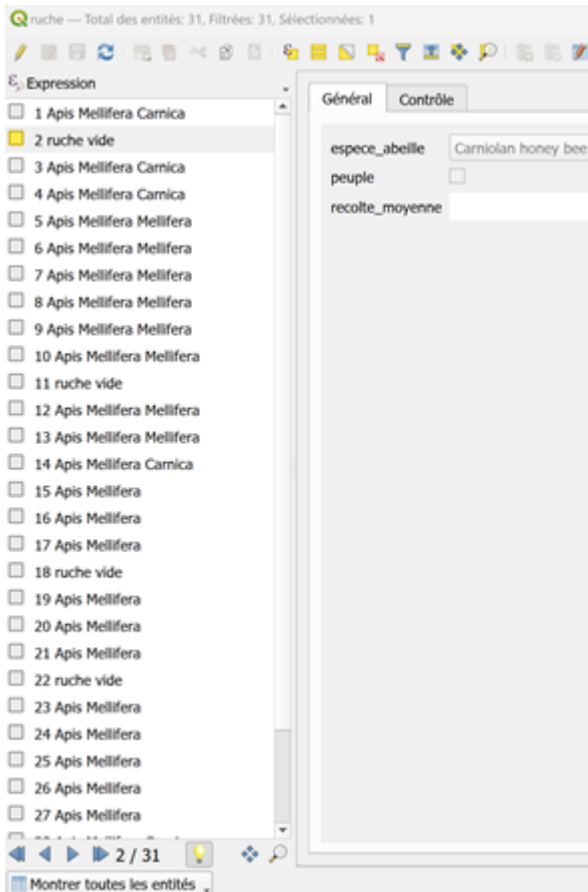 ruche — Total des entités: 31, Filtrées: 31, Sélectionnées: 1
Expression
1 Apis Mellifera Carnica
2 ruche vide
3 Apis Mellifera Carnica
4 Apis Mellifera Carnica
5 Apis Mellifera Mellifera
6 Apis Mellifera Mellifera
7 Apis Mellifera Mellifera
8 Apis Mellifera Mellifera
9 Apis Mellifera Mellifera
10 Apis Mellifera Mellifera
11 ruche vide
12 Apis Mellifera Mellifera
13 Apis Mellifera Mellifera
14 Apis Mellifera Carnica
15 Apis Mellifera
16 Apis Mellifera
17 Apis Mellifera
18 ruche vide
19 Apis Mellifera
20 Apis Mellifera
21 Apis Mellifera
22 ruche vide
23 Apis Mellifera
24 Apis Mellifera
25 Apis Mellifera
26 Apis Mellifera
27 Apis Mellifera
2 / 31
Montrer toutes les entités
Général Contrôle
espece_abeille Carniolan honey bee
peuple
recolte_moyenne